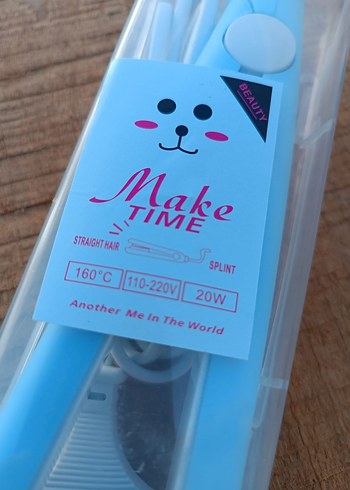 BEAUTY
Make
TIME
STRAIGHT HAIR
SPLINT
160°C 110-220V 20W
Another Me In The World